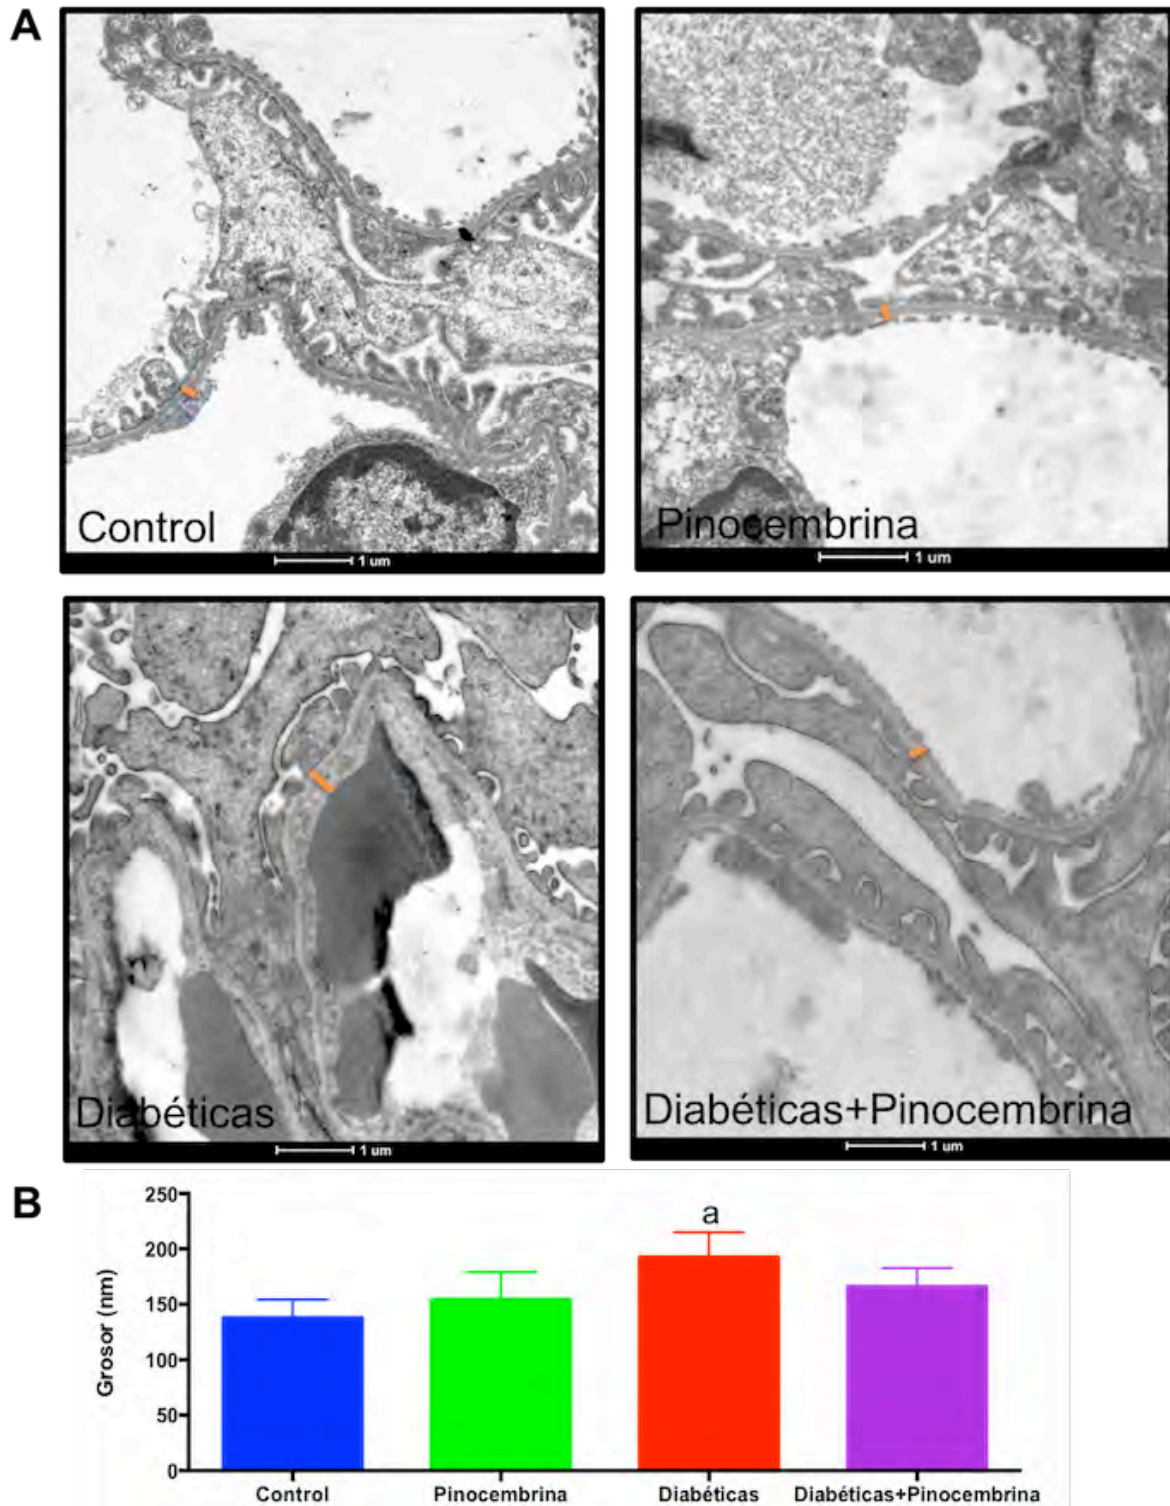 A
Control
1 um
Pinocembrina
1 um
Diabéticas
1 um
Diabéticas+Pinocembrina
1 um
B
Grosor (nm)
250
200
150
100
50
0
a
Control
Pinocembrina
Diabéticas
Diabéticas+Pinocembrina